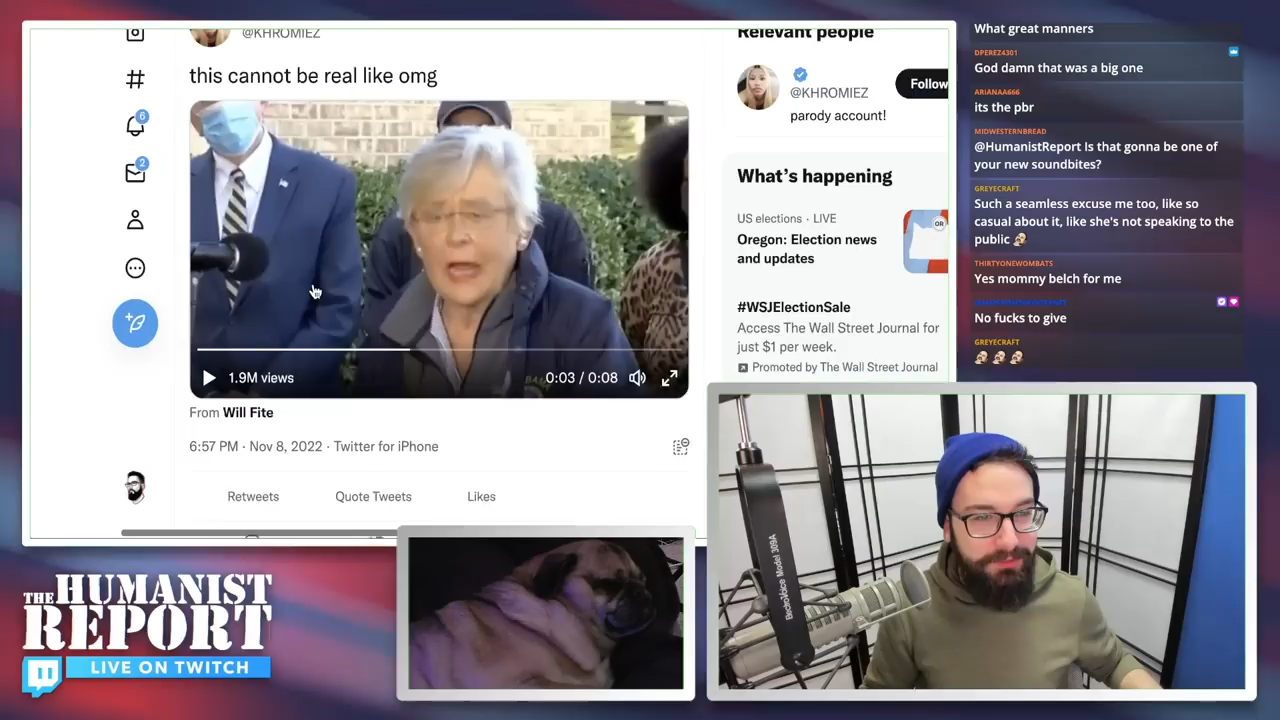 @KHROMIEZ
this cannot be real like omg
6
2
1.9M views
0:03 / 0:08
From Will Fite
6:57 PM · Nov 8, 2022 · Twitter for iPhone
Retweets
Quote Tweets
Likes
Relevant people
@KHROMIEZ
Follow
parody account!
What's happening
US elections · LIVE
Oregon: Election news
and updates
OR
#WSJElectionSale
Access The Wall Street Journal for
just $1 per week.
Promoted by The Wall Street Journal
What great manners
DPEREZ4301
God damn that was a big one
ARIANAA666
its the pbr
MIDWESTERNBREAD
@HumanistReport Is that gonna be one of
your new soundbites?
GREYECRAFT
Such a seamless excuse me too, like so
casual about it, like she's not speaking to the
public
THIRTYONEWOMBATS
Yes mommy belch for me
No fucks to give
GREYECRAFT
THE
HUMANIST
REPORT
LIVE ON TWITCH
ElectroVoice Model 309A